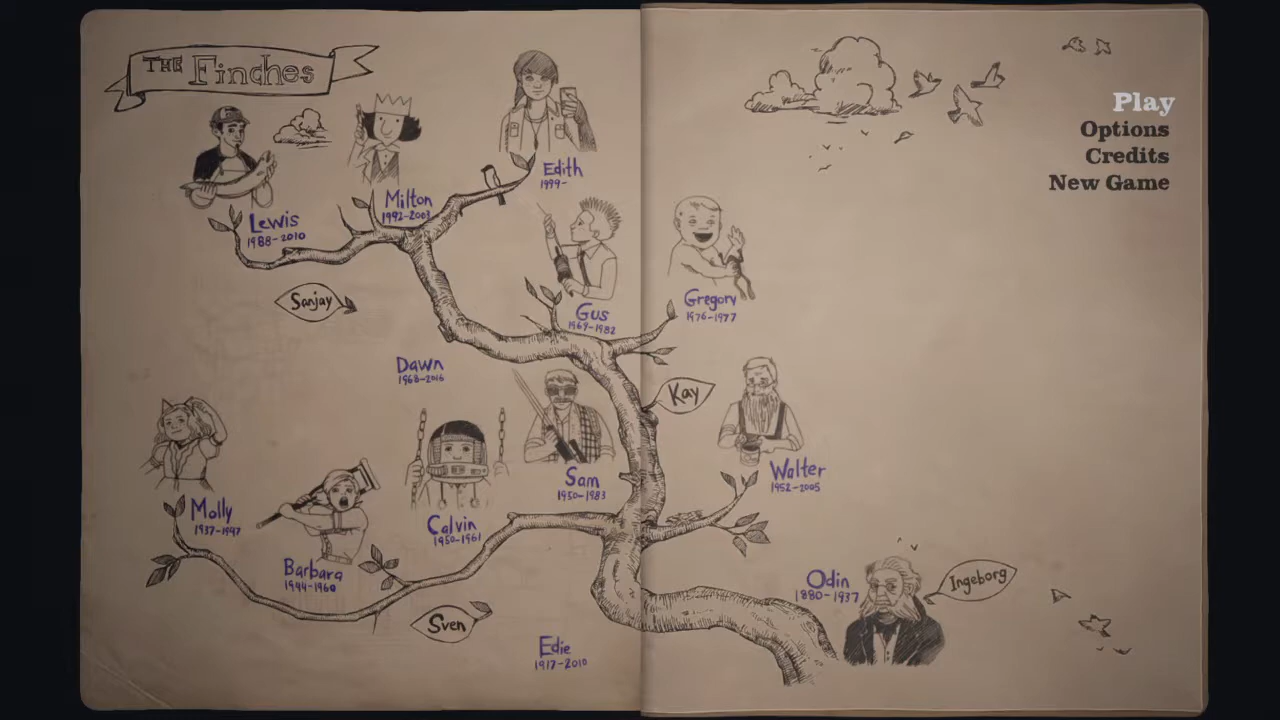 THE Finches
Play
Options
Credits
New Game
Edith
1999-
Milton
1992-2003
Lewis
1988-2010
Sanjay
Gus
1969-1982
Gregory
1976-1977
Dawn
1968-2016
Kay
Sam
1950-1983
Walter
1952-2005
Molly
1937-1947
Calvin
1950-1961
Barbara
1944-1960
Sven
Odin
1880-1937
Ingeborg
Edie
1917-2010